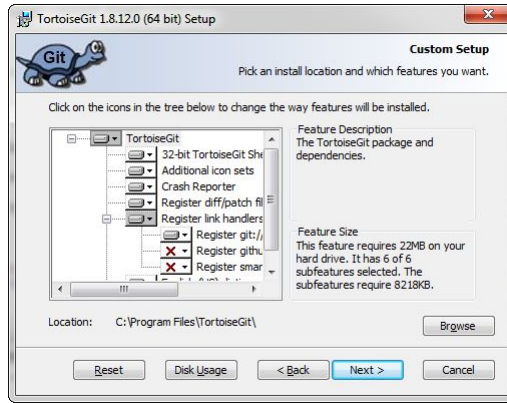 TortoiseGit 1.8.12.0 (64 bit) Setup
Git
Custom Setup
Pick an install location and which features you want.
Click on the icons in the tree below to change the way features will be installed.
TortoiseGit
32-bit TortoiseGit She
Additional icon sets
Crash Reporter
Register diff/patch fil
Register link handlers
Register git:/
Register githu
Register smar
Feature Description
The TortoiseGit package and
dependencies.
Feature Size
This feature requires 22MB on your
hard drive. It has 6 of 6
subfeatures selected. The
subfeatures require 8218KB.
Location: C:\Program Files\TortoiseGit\
Browse
Reset Disk Usage < Back Next > Cancel